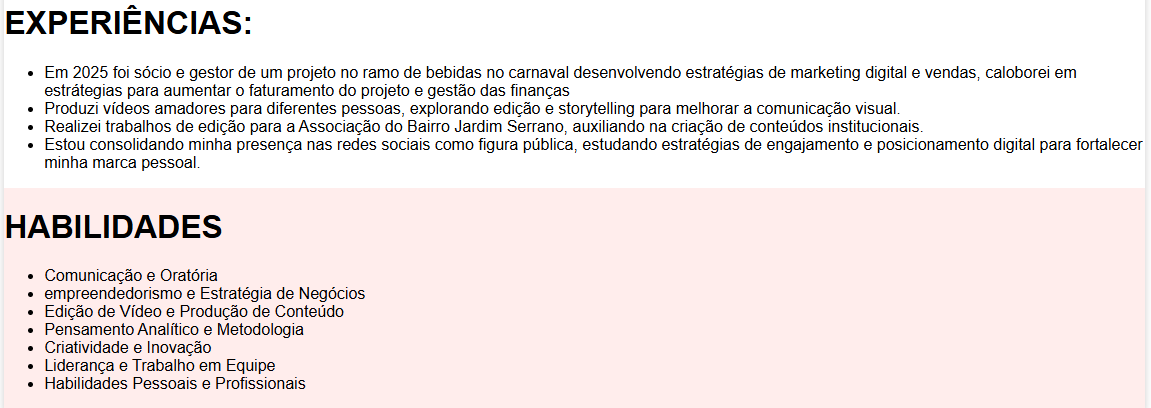 EXPERIÊNCIAS:
• Em 2025 foi sócio e gestor de um projeto no ramo de bebidas no carnaval desenvolvendo estratégias de marketing digital e vendas, caloborei em
estrátegias para aumentar o faturamento do projeto e gestão das finanças
• Produzi vídeos amadores para diferentes pessoas, explorando edição e storytelling para melhorar a comunicação visual.
• Realizei trabalhos de edição para a Associação do Bairro Jardim Serrano, auxiliando na criação de conteúdos institucionais.
• Estou consolidando minha presença nas redes sociais como figura pública, estudando estratégias de engajamento e posicionamento digital para fortalecer
minha marca pessoal.
HABILIDADES
• Comunicação e Oratória
• empreendedorismo e Estratégia de Negócios
• Edição de Vídeo e Produção de Conteúdo
• Pensamento Analítico e Metodologia
• Criatividade e Inovação
• Liderança e Trabalho em Equipe
• Habilidades Pessoais e Profissionais